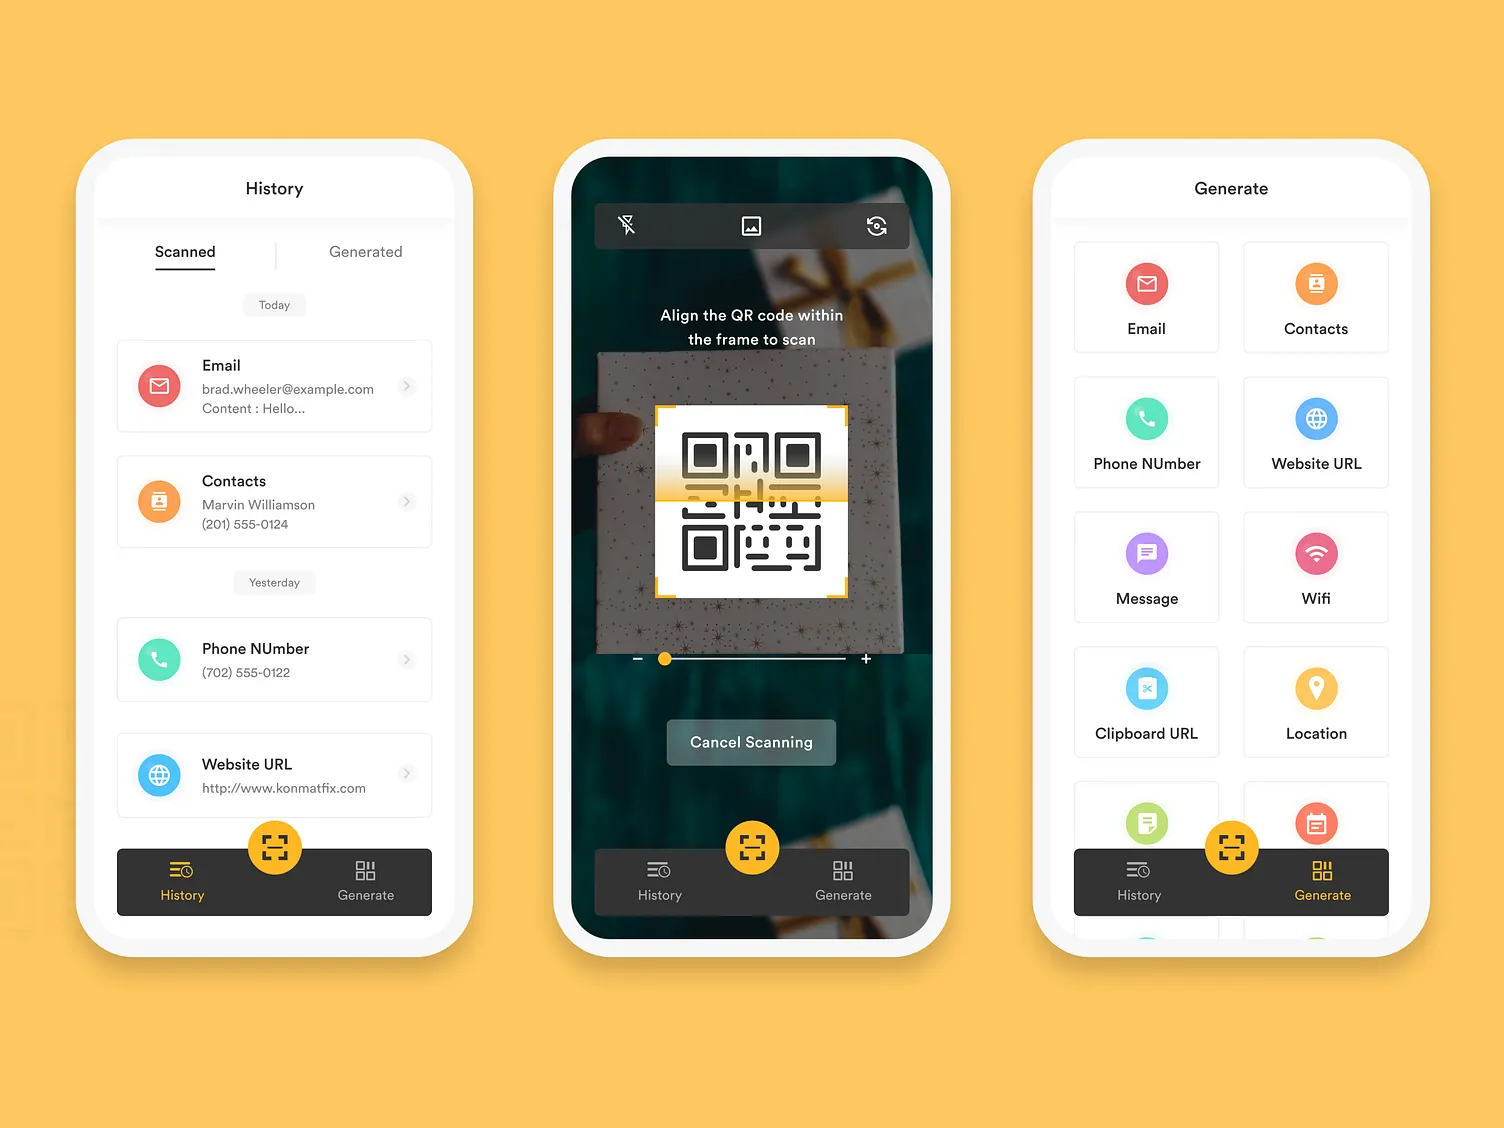 History
Scanned
Generated
Today
Email
brad.wheeler@example.com
Content : Hello...
Contacts
Marvin Williamson
(201) 555-0124
Yesterday
Phone NUmber
(702) 555-0122
Website URL
http://www.konmatfix.com
History
Generate
Align the QR code within
the frame to scan
Cancel Scanning
History
Generate
Generate
Email
Contacts
Phone NUmber
Website URL
Message
Wifi
Clipboard URL
Location
History
Generate